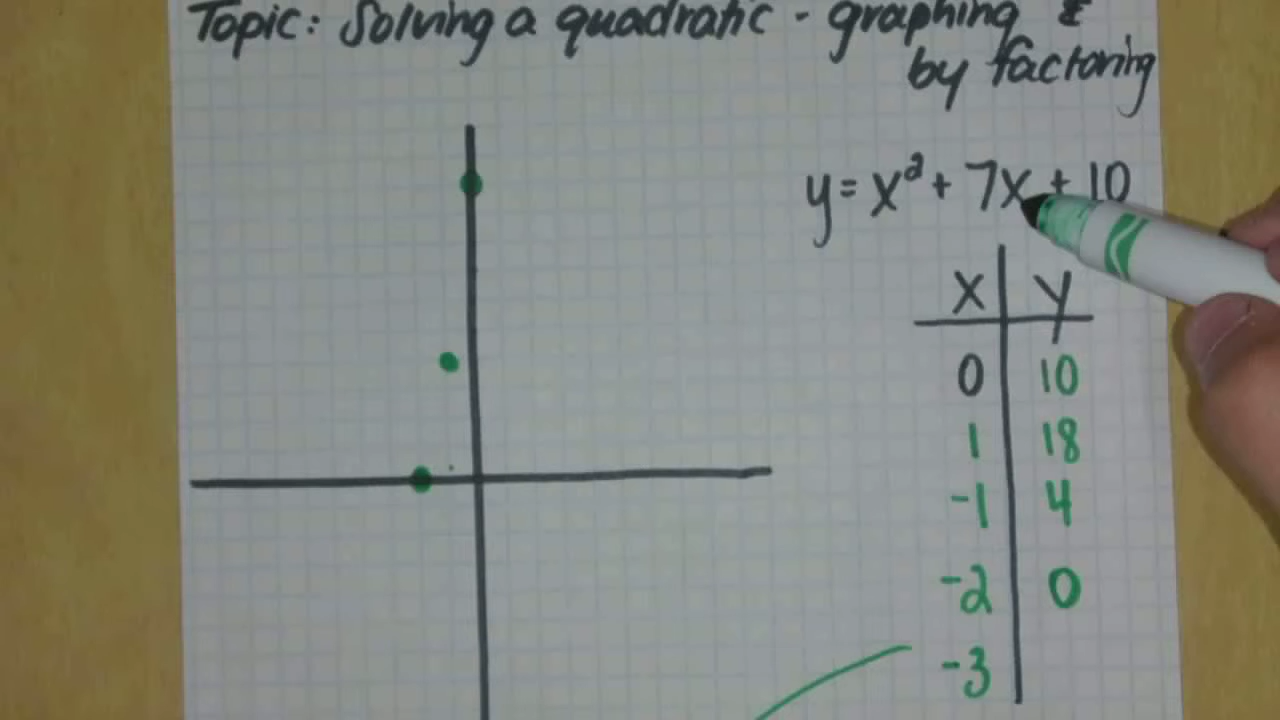 Topic: Solving a quadratic - graphing &
by factoring
y = x² + 7x + 10
X Y
0 10
1 18
-1 4
-2 0
-3